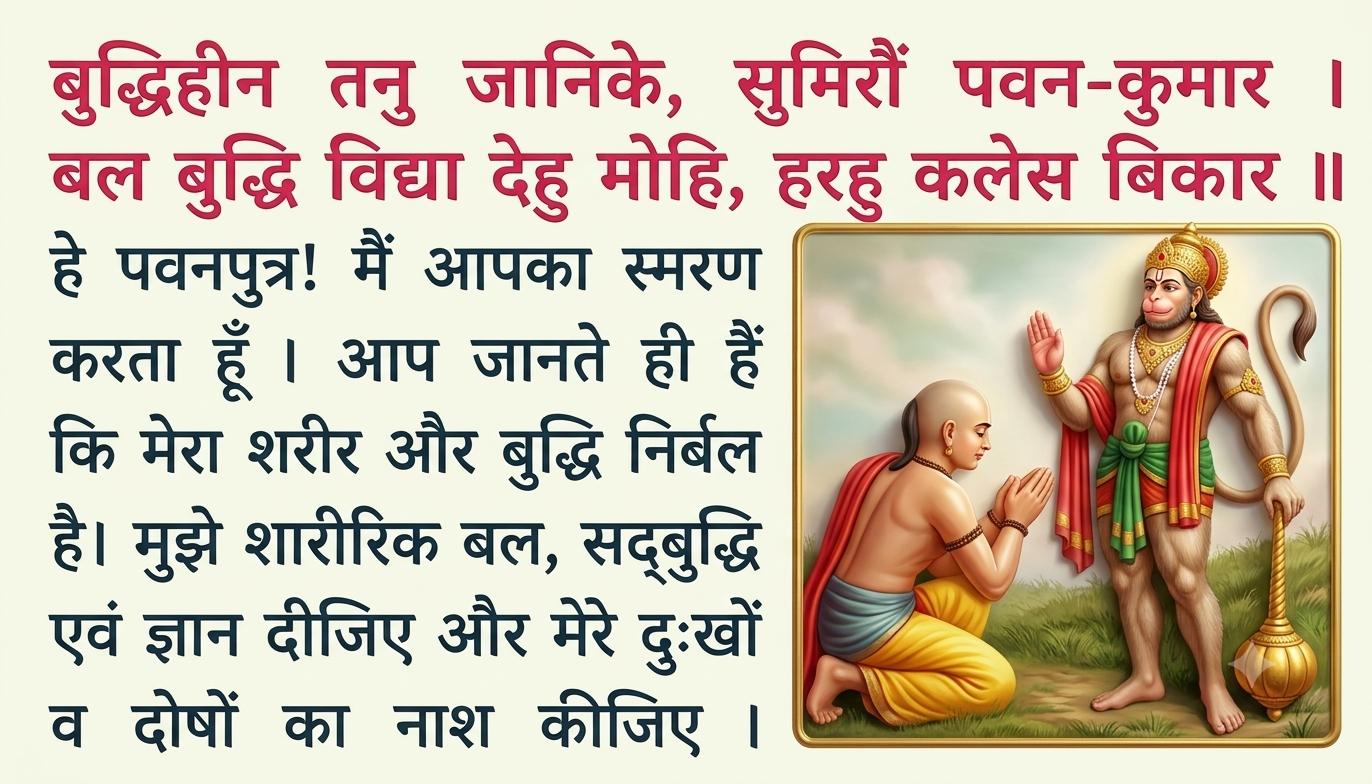 बुद्धिहीन तनु जानिके, सुमिरौं पवन-कुमार ।
बल बुद्धि विद्या देहु मोहि, हरहु कलेस बिकार ॥
हे पवनपुत्र! मैं आपका स्मरण
करता हूँ । आप जानते ही हैं
कि मेरा शरीर और बुद्धि निर्बल
है। मुझे शारीरिक बल, सद्‌बुद्धि
एवं ज्ञान दीजिए और मेरे दुःखों
व दोषों का नाश कीजिए ।